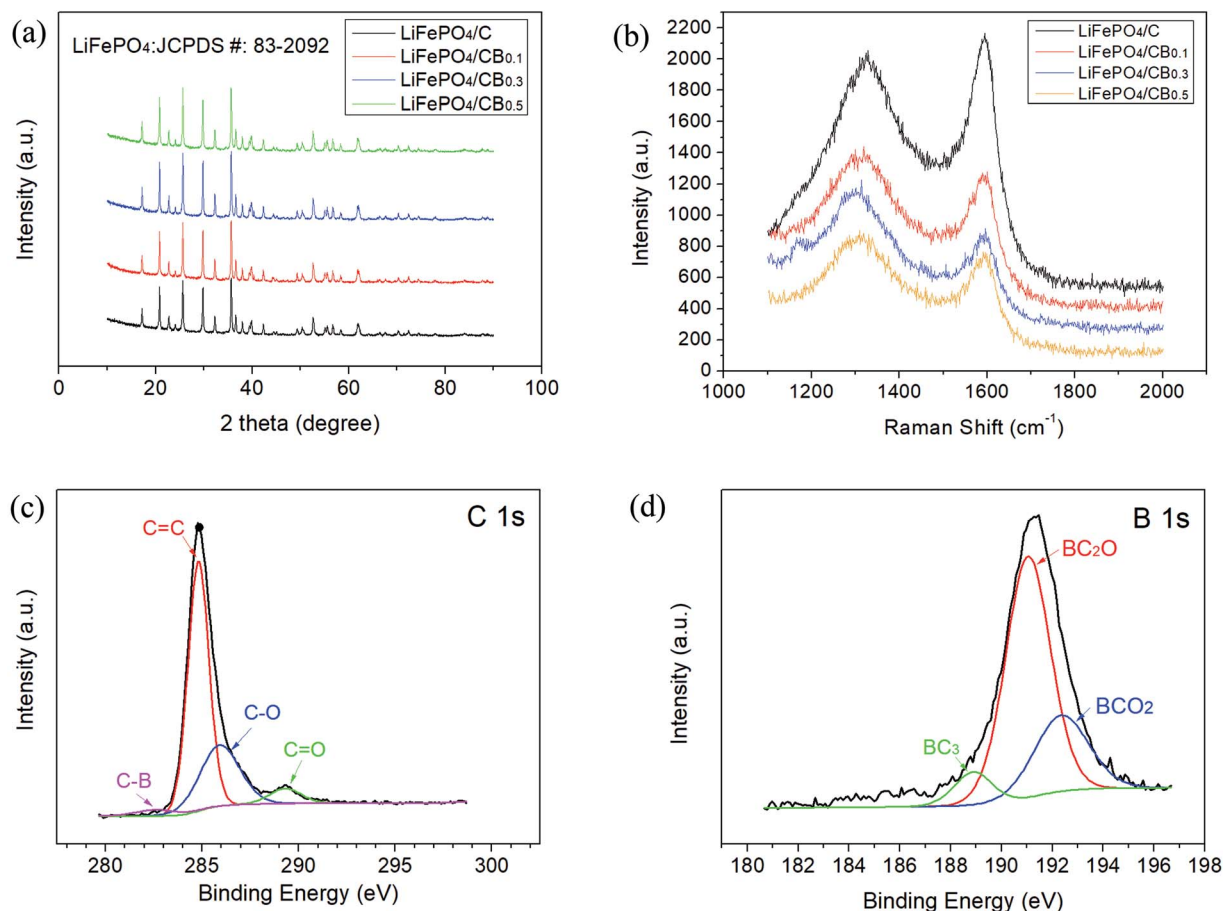 (a)
LiFePO₄:JCPDS #: 83-2092
LiFePO₄/C
LiFePO₄/CB₀.₁
LiFePO₄/CB₀.₃
LiFePO₄/CB₀.₅
Intensity (a.u.)
0 20 40 60 80 100
2 theta (degree)
(b)
LiFePO₄/C
LiFePO₄/CB₀.₁
LiFePO₄/CB₀.₃
LiFePO₄/CB₀.₅
Intensity (a.u.)
2200
2000
1800
1600
1400
1200
1000
800
600
400
200
0
1000 1200 1400 1600 1800 2000
Raman Shift (cm⁻¹)
(c)
C 1s
C=C
C-O
C=O
C-B
Intensity (a.u.)
280 285 290 295 300
Binding Energy (eV)
(d)
B 1s
BC₂O
BCO₂
BC₃
Intensity (a.u.)
180 182 184 186 188 190 192 194 196 198
Binding Energy (eV)